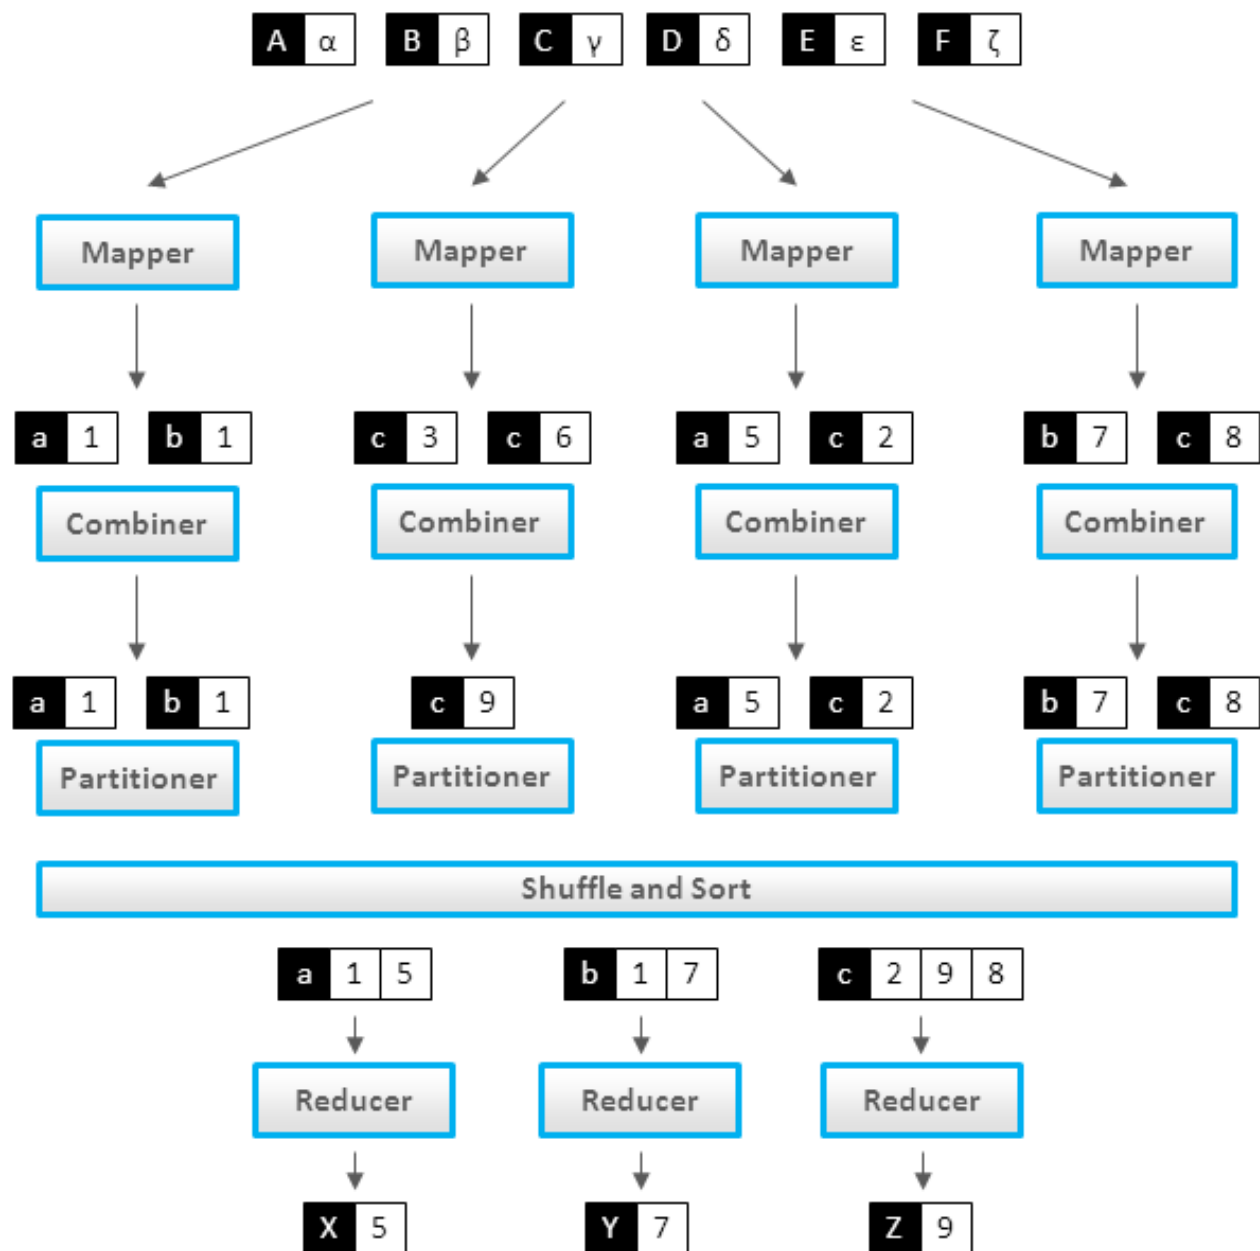 A α B β C γ D δ E ε F ζ
Mapper Mapper Mapper Mapper
a 1 b 1 c 3 c 6 a 5 c 2 b 7 c 8
Combiner Combiner Combiner Combiner
a 1 b 1 c 9 a 5 c 2 b 7 c 8
Partitioner Partitioner Partitioner Partitioner
Shuffle and Sort
a 1 5 b 1 7 c 2 9 8
Reducer Reducer Reducer
X 5 Y 7 Z 9